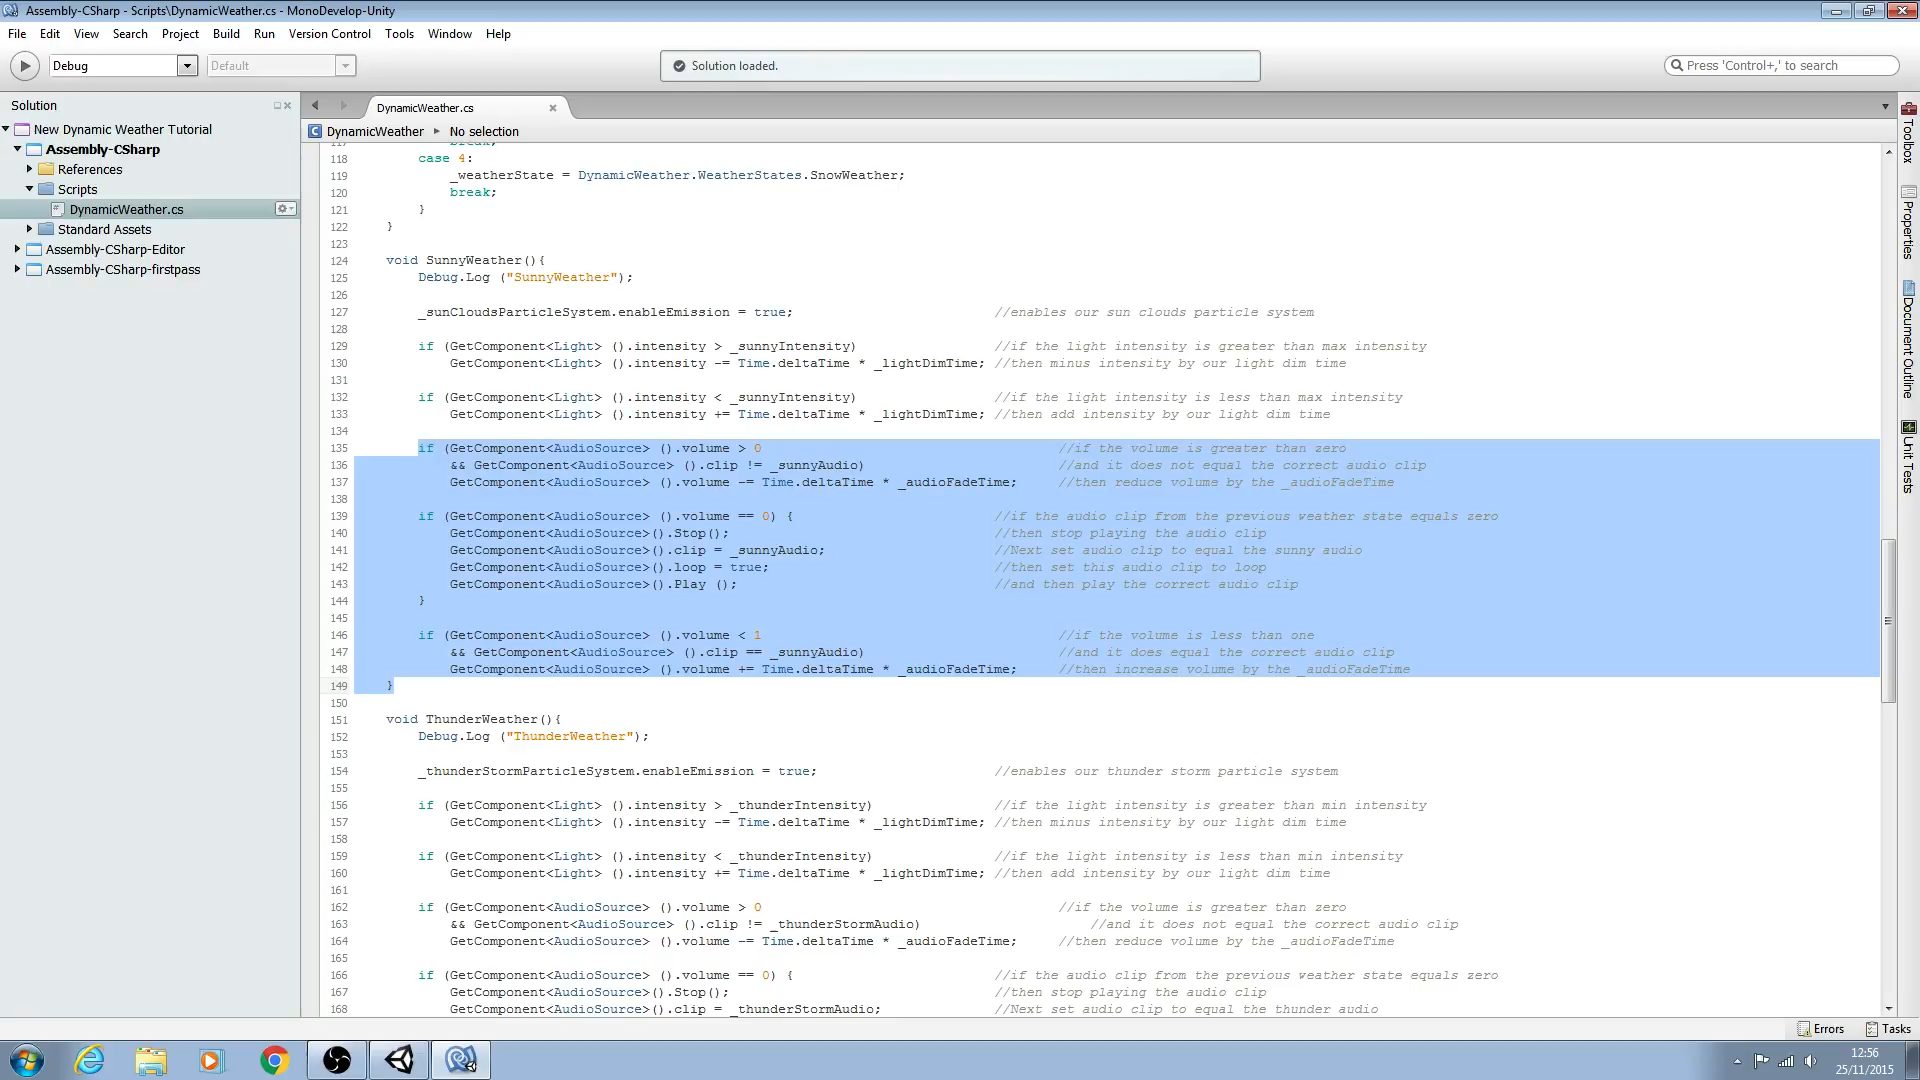 Assembly-CSharp - Scripts\DynamicWeather.cs - MonoDevelop-Unity
File Edit View Search Project Build Run Version Control Tools Window Help
Debug Default Solution loaded. Press 'Control+,' to search
Solution
DynamicWeather.cs
New Dynamic Weather Tutorial
Assembly-CSharp
References
Scripts
DynamicWeather.cs
Standard Assets
Assembly-CSharp-Editor
Assembly-CSharp-firstpass
DynamicWeather No selection
117 break;
118 case 4:
119 _weatherState = DynamicWeather.WeatherStates.SnowWeather;
120 break;
121 }
122 }
123
124 void SunnyWeather(){
125 Debug.Log ("SunnyWeather");
126
127 _sunCloudsParticleSystem.enableEmission = true; //enables our sun clouds particle system
128
129 if (GetComponent<Light> ().intensity > _sunnyIntensity) //if the light intensity is greater than max intensity
130 GetComponent<Light> ().intensity -= Time.deltaTime * _lightDimTime; //then minus intensity by our light dim time
131
132 if (GetComponent<Light> ().intensity < _sunnyIntensity) //if the light intensity is less than max intensity
133 GetComponent<Light> ().intensity += Time.deltaTime * _lightDimTime; //then add intensity by our light dim time
134
135 if (GetComponent<AudioSource> ().volume > 0 //if the volume is greater than zero
136 && GetComponent<AudioSource> ().clip != _sunnyAudio) //and it does not equal the correct audio clip
137 GetComponent<AudioSource> ().volume -= Time.deltaTime * _audioFadeTime; //then reduce volume by the _audioFadeTime
138
139 if (GetComponent<AudioSource> ().volume == 0) { //if the audio clip from the previous weather state equals zero
140 GetComponent<AudioSource>().Stop(); //then stop playing the audio clip
141 GetComponent<AudioSource>().clip = _sunnyAudio; //Next set audio clip to equal the sunny audio
142 GetComponent<AudioSource>().loop = true; //then set this audio clip to loop
143 GetComponent<AudioSource>().Play (); //and then play the correct audio clip
144 }
145
146 if (GetComponent<AudioSource> ().volume < 1 //if the volume is less than one
147 && GetComponent<AudioSource> ().clip == _sunnyAudio) //and it does equal the correct audio clip
148 GetComponent<AudioSource> ().volume += Time.deltaTime * _audioFadeTime; //then increase volume by the _audioFadeTime
149 }
150
151 void ThunderWeather(){
152 Debug.Log ("ThunderWeather");
153
154 _thunderStormParticleSystem.enableEmission = true; //enables our thunder storm particle system
155
156 if (GetComponent<Light> ().intensity > _thunderIntensity) //if the light intensity is greater than min intensity
157 GetComponent<Light> ().intensity -= Time.deltaTime * _lightDimTime; //then minus intensity by our light dim time
158
159 if (GetComponent<Light> ().intensity < _thunderIntensity) //if the light intensity is less than min intensity
160 GetComponent<Light> ().intensity += Time.deltaTime * _lightDimTime; //then add intensity by our light dim time
161
162 if (GetComponent<AudioSource> ().volume > 0 //if the volume is greater than zero
163 && GetComponent<AudioSource> ().clip != _thunderStormAudio) //and it does not equal the correct audio clip
164 GetComponent<AudioSource> ().volume -= Time.deltaTime * _audioFadeTime; //then reduce volume by the _audioFadeTime
165
166 if (GetComponent<AudioSource> ().volume == 0) { //if the audio clip from the previous weather state equals zero
167 GetComponent<AudioSource>().Stop(); //then stop playing the audio clip
168 GetComponent<AudioSource>().clip = _thunderStormAudio; //Next set audio clip to equal the thunder audio
Toolbox
Properties
Document Outline
Unit Tests
Errors Tasks
12:56
25/11/2015